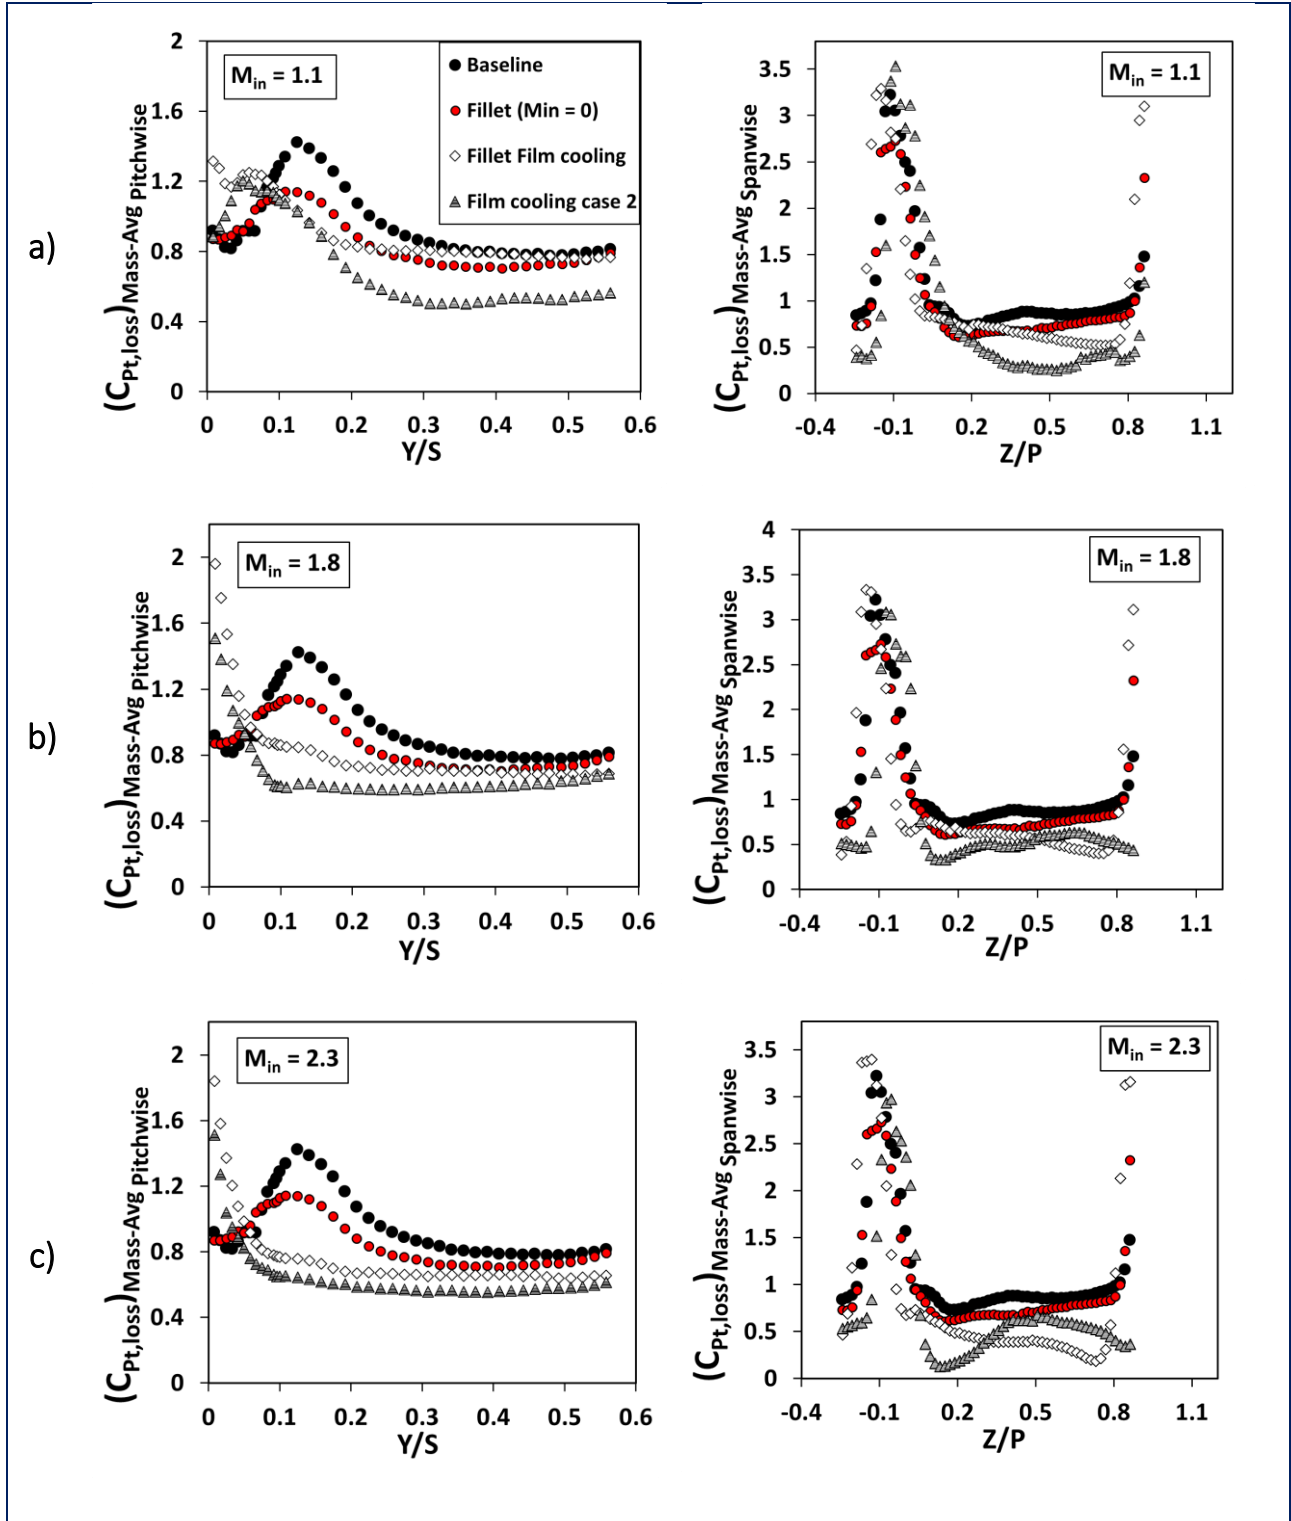 a)
(C_Pt,loss)_Mass-Avg Pitchwise
2
1.6
1.2
0.8
0.4
0
M_in = 1.1
Baseline
Fillet (Min = 0)
Fillet Film cooling
Film cooling case 2
0 0.1 0.2 0.3 0.4 0.5 0.6
Y/S
(C_Pt,loss)_Mass-Avg Spanwise
3.5
3
2.5
2
1.5
1
0.5
0
M_in = 1.1
-0.4 -0.1 0.2 0.5 0.8 1.1
Z/P
b)
(C_Pt,loss)_Mass-Avg Pitchwise
2
1.6
1.2
0.8
0.4
0
M_in = 1.8
0 0.1 0.2 0.3 0.4 0.5 0.6
Y/S
(C_Pt,loss)_Mass-Avg Spanwise
4
3.5
3
2.5
2
1.5
1
0.5
0
M_in = 1.8
-0.4 -0.1 0.2 0.5 0.8 1.1
Z/P
c)
(C_Pt,loss)_Mass-Avg Pitchwise
2
1.6
1.2
0.8
0.4
0
M_in = 2.3
0 0.1 0.2 0.3 0.4 0.5 0.6
Y/S
(C_Pt,loss)_Mass-Avg Spanwise
3.5
3
2.5
2
1.5
1
0.5
0
M_in = 2.3
-0.4 -0.1 0.2 0.5 0.8 1.1
Z/P